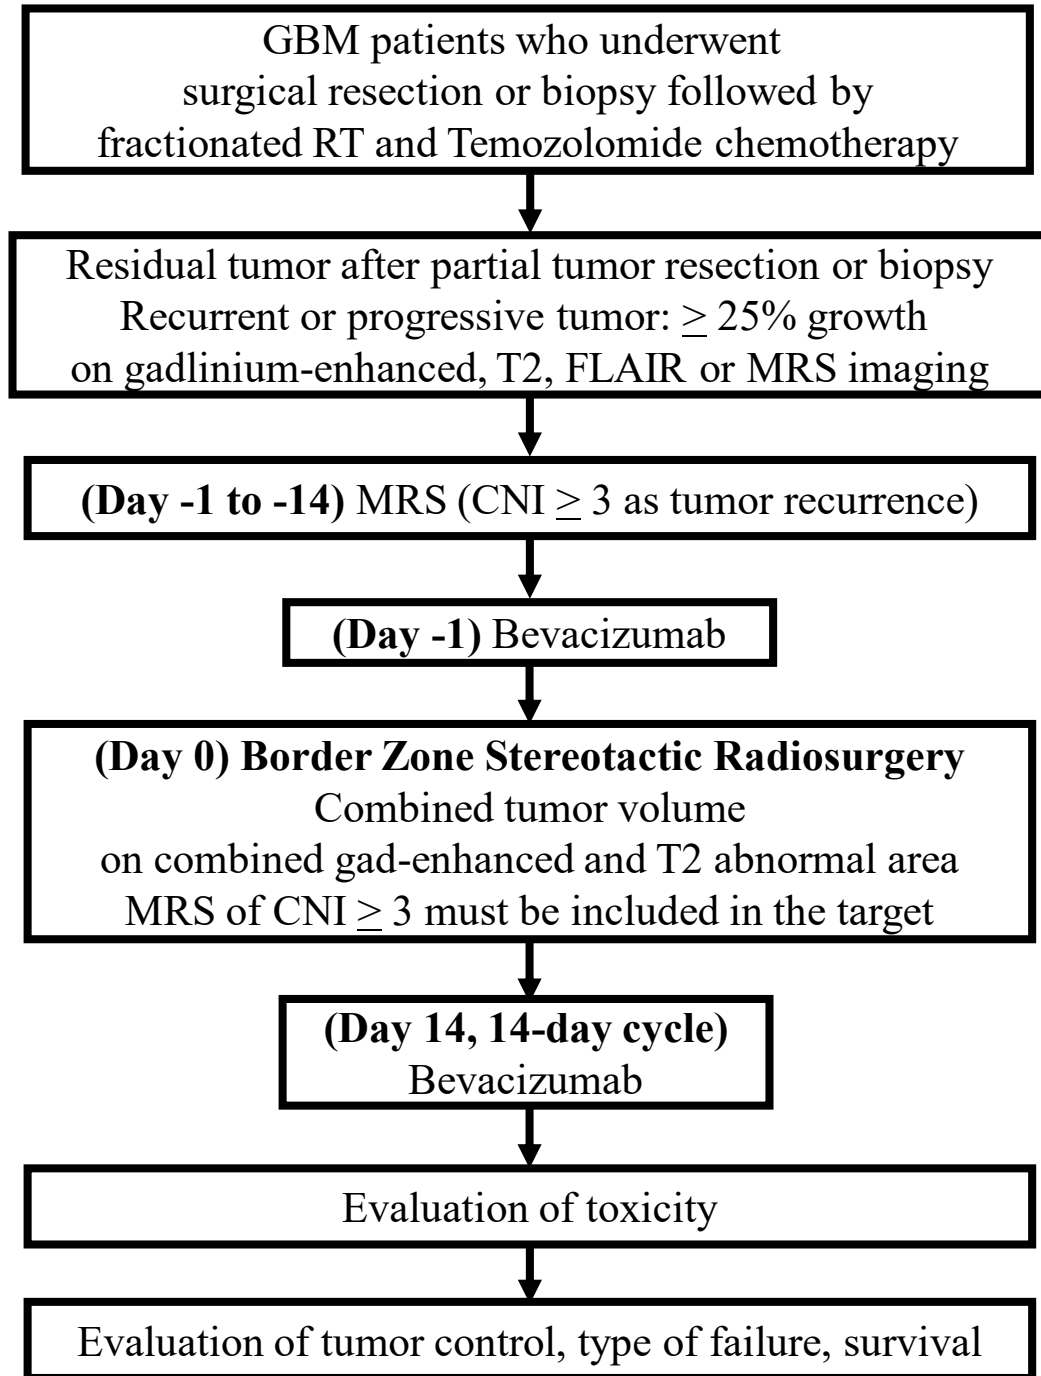 GBM patients who underwent
surgical resection or biopsy followed by
fractionated RT and Temozolomide chemotherapy
Residual tumor after partial tumor resection or biopsy
Recurrent or progressive tumor: ≥ 25% growth
on gadlinium-enhanced, T2, FLAIR or MRS imaging
(Day -1 to -14) MRS (CNI ≥ 3 as tumor recurrence)
(Day -1) Bevacizumab
(Day 0) Border Zone Stereotactic Radiosurgery
Combined tumor volume
on combined gad-enhanced and T2 abnormal area
MRS of CNI ≥ 3 must be included in the target
(Day 14, 14-day cycle)
Bevacizumab
Evaluation of toxicity
Evaluation of tumor control, type of failure, survival